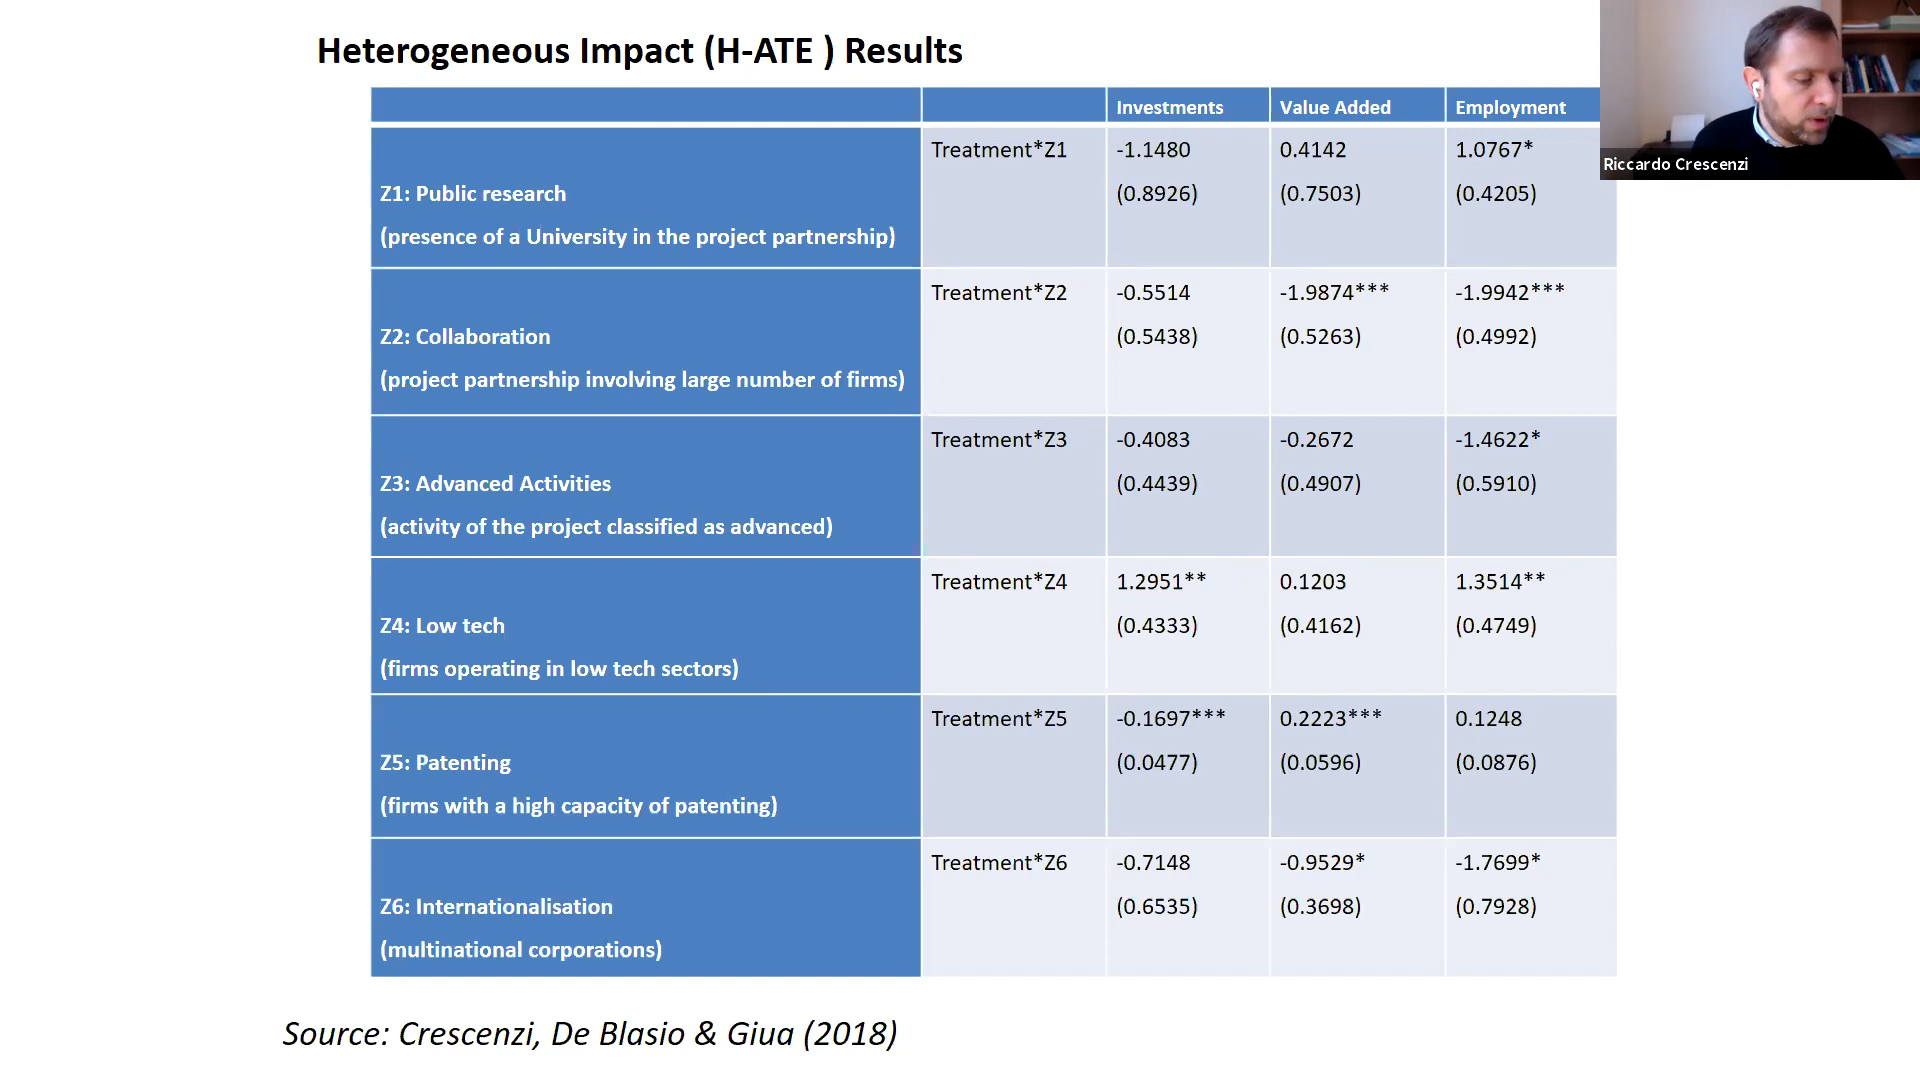 Heterogeneous Impact (H-ATE ) Results
Investments Value Added Employment
Riccardo Crescenzi
Z1: Public research
(presence of a University in the project partnership)
Treatment*Z1 -1.1480 0.4142 1.0767*
(0.8926) (0.7503) (0.4205)
Z2: Collaboration
(project partnership involving large number of firms)
Treatment*Z2 -0.5514 -1.9874*** -1.9942***
(0.5438) (0.5263) (0.4992)
Z3: Advanced Activities
(activity of the project classified as advanced)
Treatment*Z3 -0.4083 -0.2672 -1.4622*
(0.4439) (0.4907) (0.5910)
Z4: Low tech
(firms operating in low tech sectors)
Treatment*Z4 1.2951** 0.1203 1.3514**
(0.4333) (0.4162) (0.4749)
Z5: Patenting
(firms with a high capacity of patenting)
Treatment*Z5 -0.1697*** 0.2223*** 0.1248
(0.0477) (0.0596) (0.0876)
Z6: Internationalisation
(multinational corporations)
Treatment*Z6 -0.7148 -0.9529* -1.7699*
(0.6535) (0.3698) (0.7928)
Source: Crescenzi, De Blasio & Giua (2018)